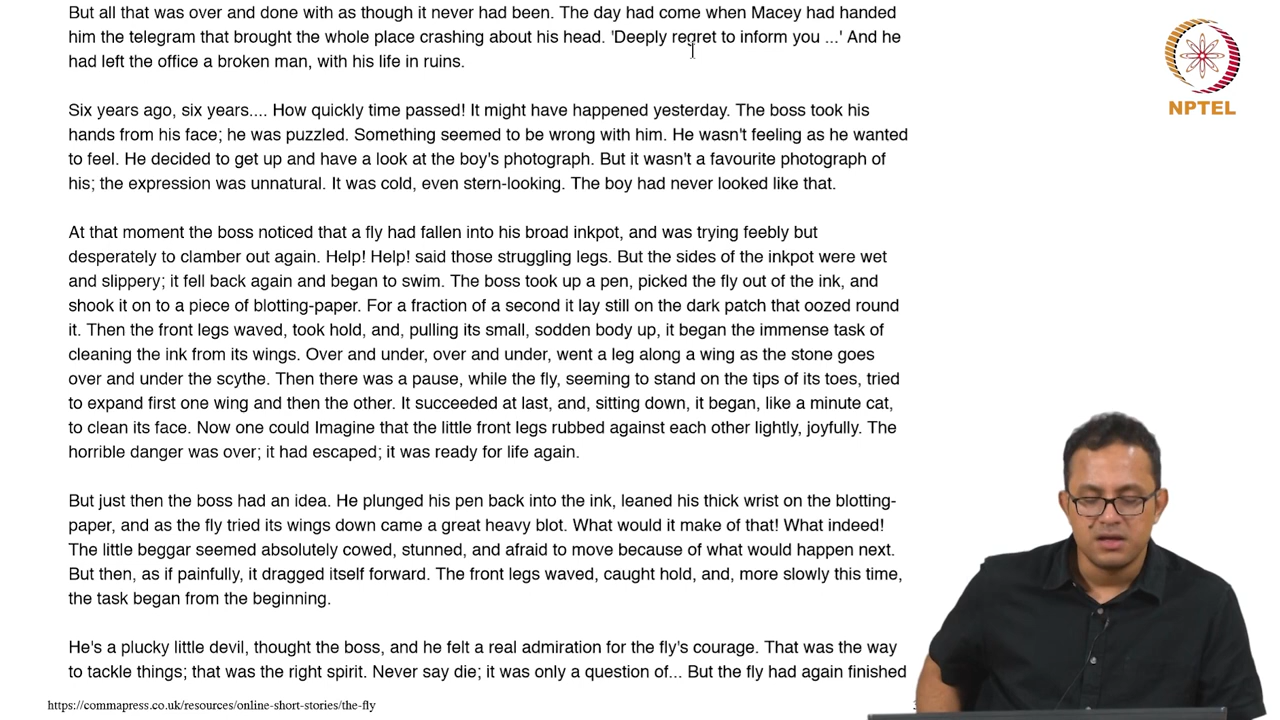 But all that was over and done with as though it never had been. The day had come when Macey had handed
him the telegram that brought the whole place crashing about his head. 'Deeply regret to inform you ...' And he
had left the office a broken man, with his life in ruins.
Six years ago, six years.... How quickly time passed! It might have happened yesterday. The boss took his
hands from his face; he was puzzled. Something seemed to be wrong with him. He wasn't feeling as he wanted
to feel. He decided to get up and have a look at the boy's photograph. But it wasn't a favourite photograph of
his; the expression was unnatural. It was cold, even stern-looking. The boy had never looked like that.
At that moment the boss noticed that a fly had fallen into his broad inkpot, and was trying feebly but
desperately to clamber out again. Help! Help! said those struggling legs. But the sides of the inkpot were wet
and slippery; it fell back again and began to swim. The boss took up a pen, picked the fly out of the ink, and
shook it on to a piece of blotting-paper. For a fraction of a second it lay still on the dark patch that oozed round
it. Then the front legs waved, took hold, and, pulling its small, sodden body up, it began the immense task of
cleaning the ink from its wings. Over and under, over and under, went a leg along a wing as the stone goes
over and under the scythe. Then there was a pause, while the fly, seeming to stand on the tips of its toes, tried
to expand first one wing and then the other. It succeeded at last, and, sitting down, it began, like a minute cat,
to clean its face. Now one could Imagine that the little front legs rubbed against each other lightly, joyfully. The
horrible danger was over; it had escaped; it was ready for life again.
But just then the boss had an idea. He plunged his pen back into the ink, leaned his thick wrist on the blotting-
paper, and as the fly tried its wings down came a great heavy blot. What would it make of that! What indeed!
The little beggar seemed absolutely cowed, stunned, and afraid to move because of what would happen next.
But then, as if painfully, it dragged itself forward. The front legs waved, caught hold, and, more slowly this time,
the task began from the beginning.
He's a plucky little devil, thought the boss, and he felt a real admiration for the fly's courage. That was the way
to tackle things; that was the right spirit. Never say die; it was only a question of... But the fly had again finished
https://commapress.co.uk/resources/online-short-stories/the-fly
NPTEL